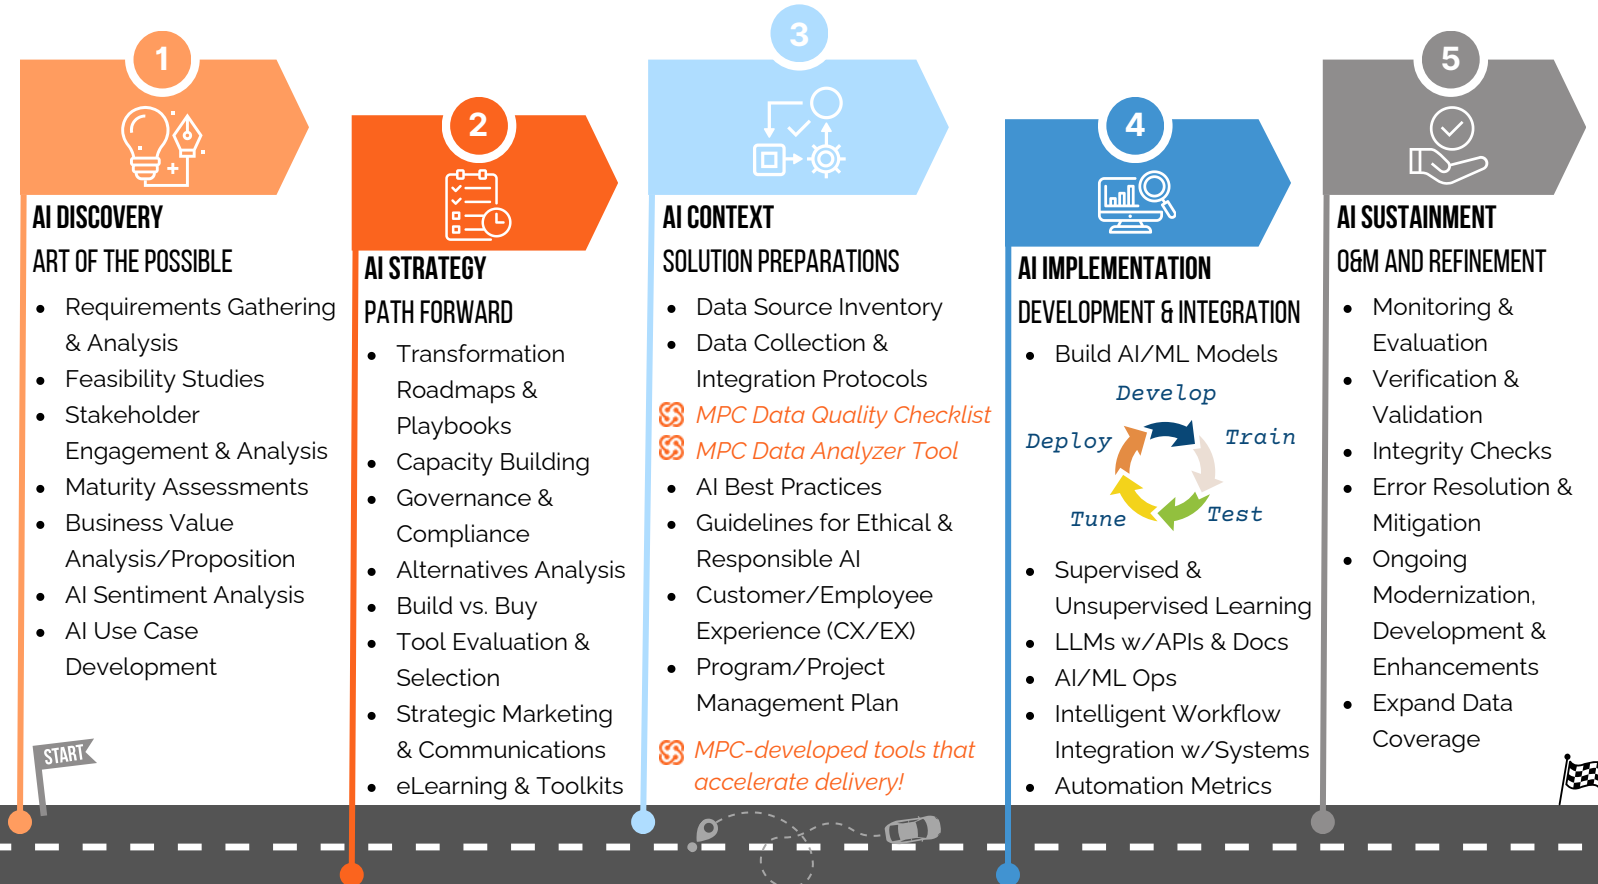 1
AI DISCOVERY
ART OF THE POSSIBLE
Requirements Gathering
& Analysis
Feasibility Studies
Stakeholder
Engagement & Analysis
Maturity Assessments
Business Value
Analysis/Proposition
AI Sentiment Analysis
AI Use Case
Development
START
2
AI STRATEGY
PATH FORWARD
Transformation
Roadmaps &
Playbooks
Capacity Building
Governance &
Compliance
Alternatives Analysis
Build vs. Buy
Tool Evaluation &
Selection
Strategic Marketing
& Communications
eLearning & Toolkits
3
AI CONTEXT
SOLUTION PREPARATIONS
Data Source Inventory
Data Collection &
Integration Protocols
MPC Data Quality Checklist
MPC Data Analyzer Tool
AI Best Practices
Guidelines for Ethical &
Responsible AI
Customer/Employee
Experience (CX/EX)
Program/Project
Management Plan
MPC-developed tools that
accelerate delivery!
4
AI IMPLEMENTATION
DEVELOPMENT & INTEGRATION
Build AI/ML Models
Develop
Train
Test
Tune
Deploy
Supervised &
Unsupervised Learning
LLMs w/APIs & Docs
AI/ML Ops
Intelligent Workflow
Integration w/Systems
Automation Metrics
5
AI SUSTAINMENT
O&M AND REFINEMENT
Monitoring &
Evaluation
Verification &
Validation
Integrity Checks
Error Resolution &
Mitigation
Ongoing
Modernization,
Development &
Enhancements
Expand Data
Coverage